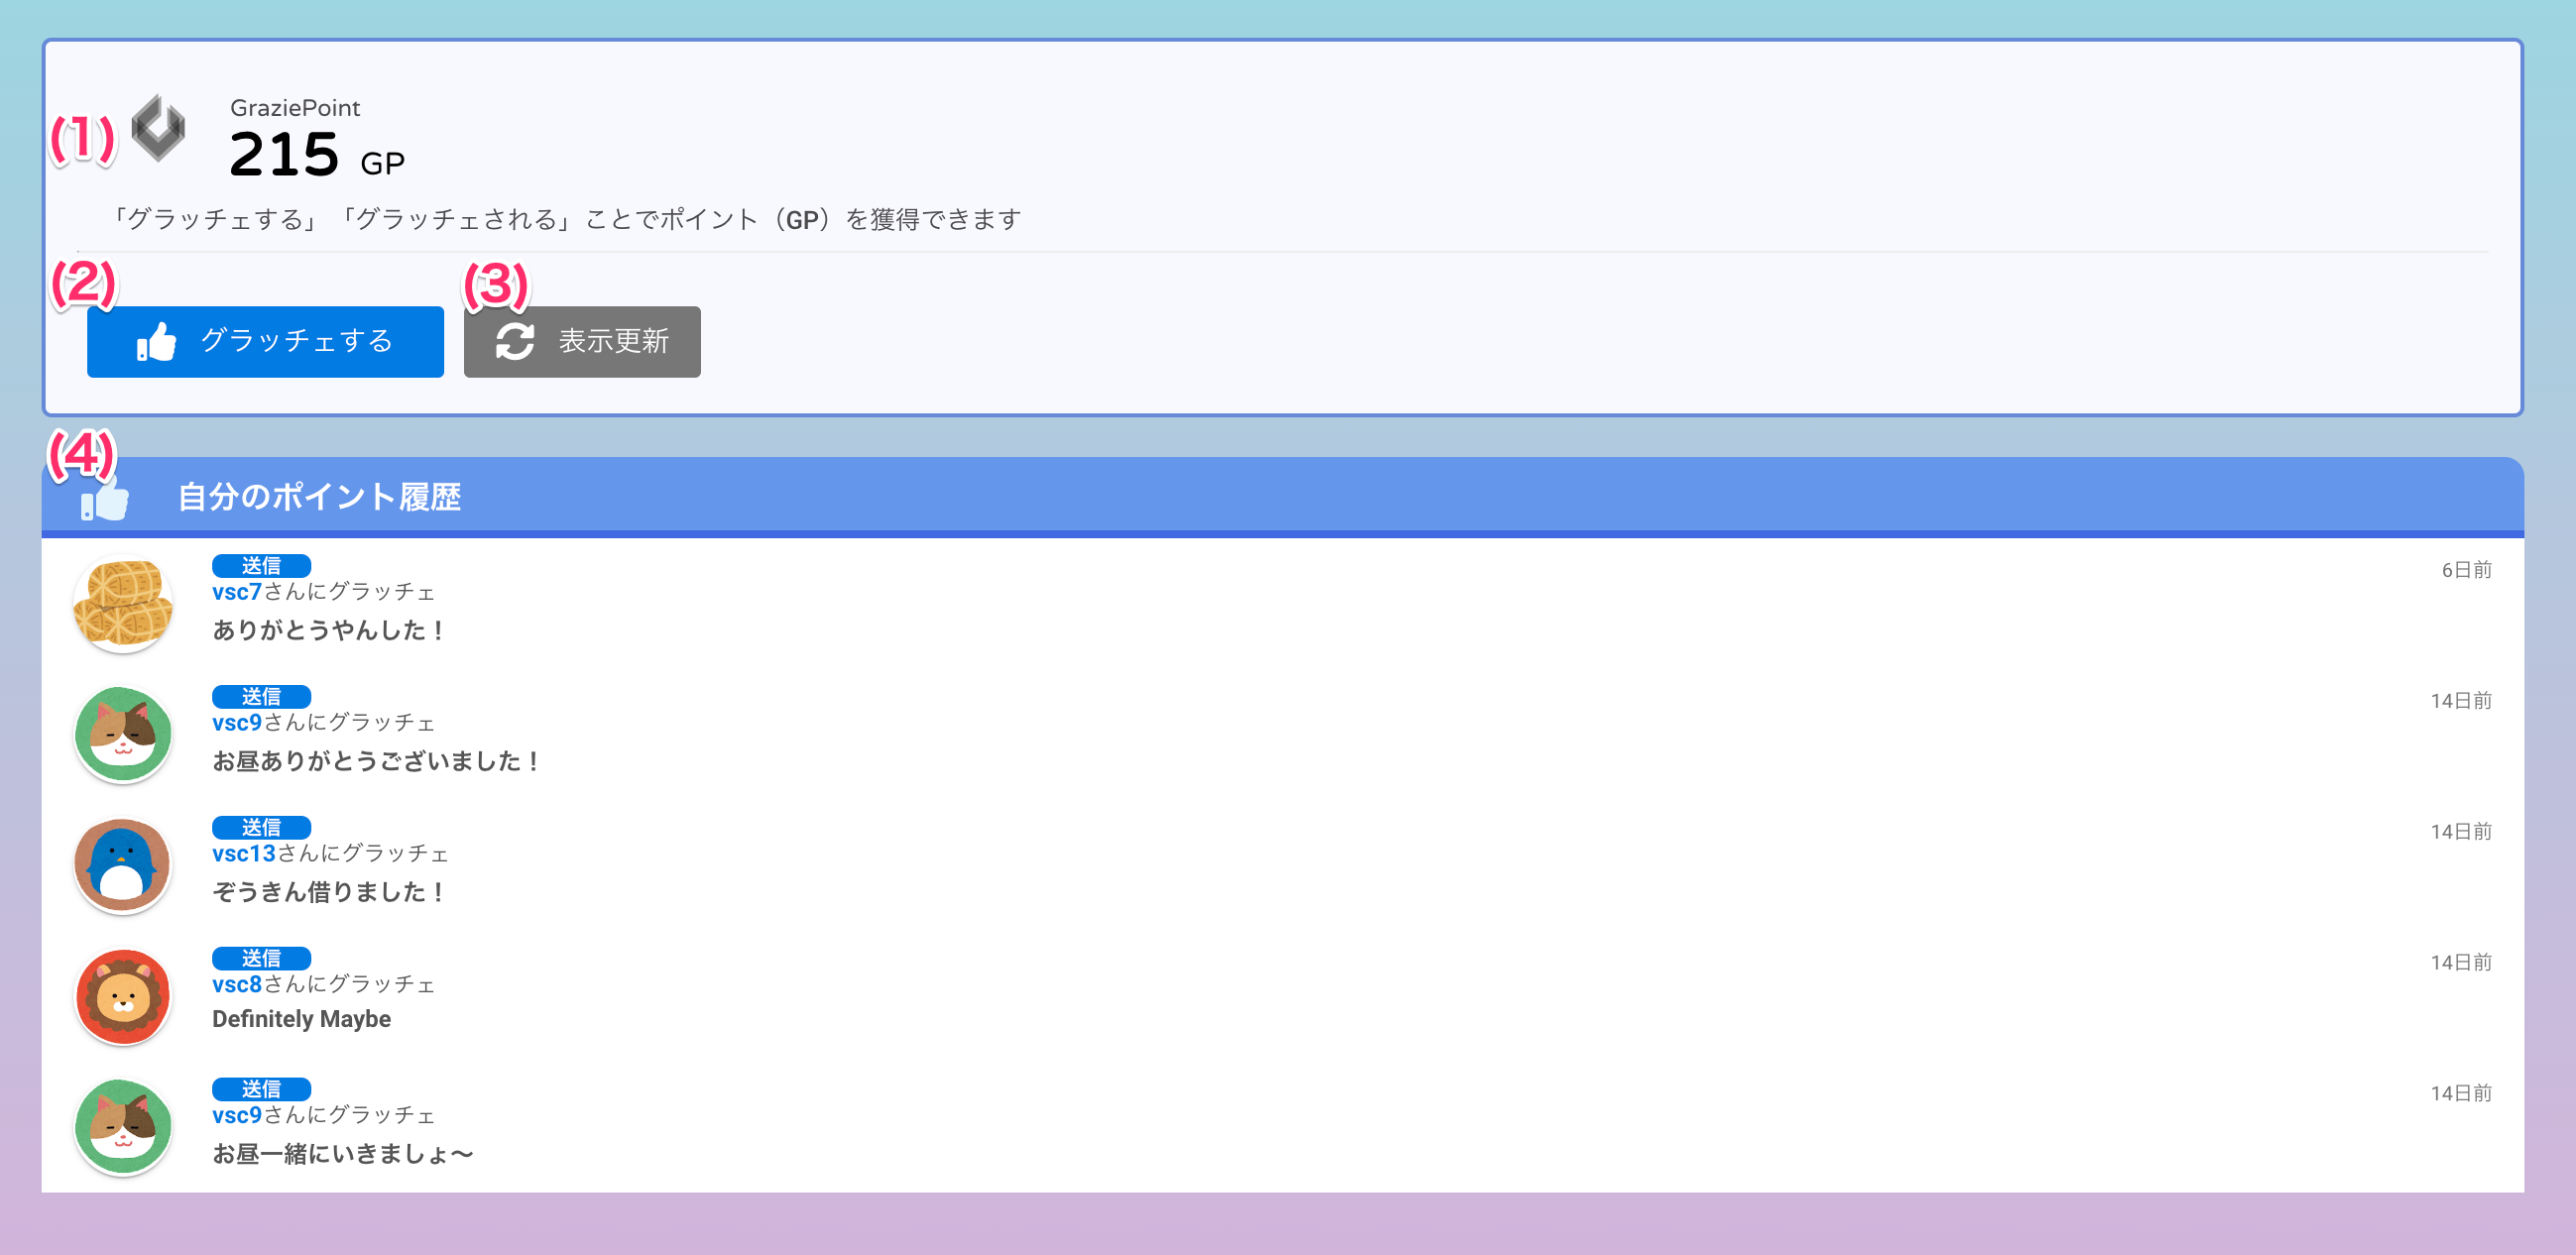 (1)
GraziePoint
215 GP
「グラッチェする」「グラッチェされる」ことでポイント（GP）を獲得できます
(2)
(3)
グラッチェする
表示更新
(4)
自分のポイント履歴
送信
6日前
vsc7さんにグラッチェ
ありがとうやんした！
送信
14日前
vsc9さんにグラッチェ
お昼ありがとうございました！
送信
14日前
vsc13さんにグラッチェ
ぞうきん借りました！
送信
14日前
vsc8さんにグラッチェ
Definitely Maybe
送信
14日前
vsc9さんにグラッチェ
お昼一緒にいきましょ〜